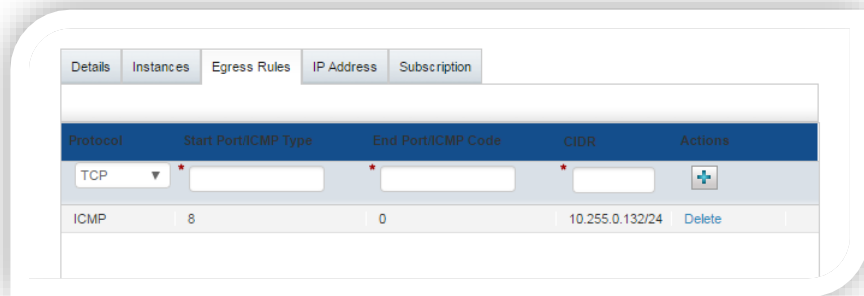 Details Instances Egress Rules IP Address Subscription
Protocol Start Port/ICMP Type End Port/ICMP Code CIDR Actions
TCP * * *
ICMP 8 0 10.255.0.132/24 Delete